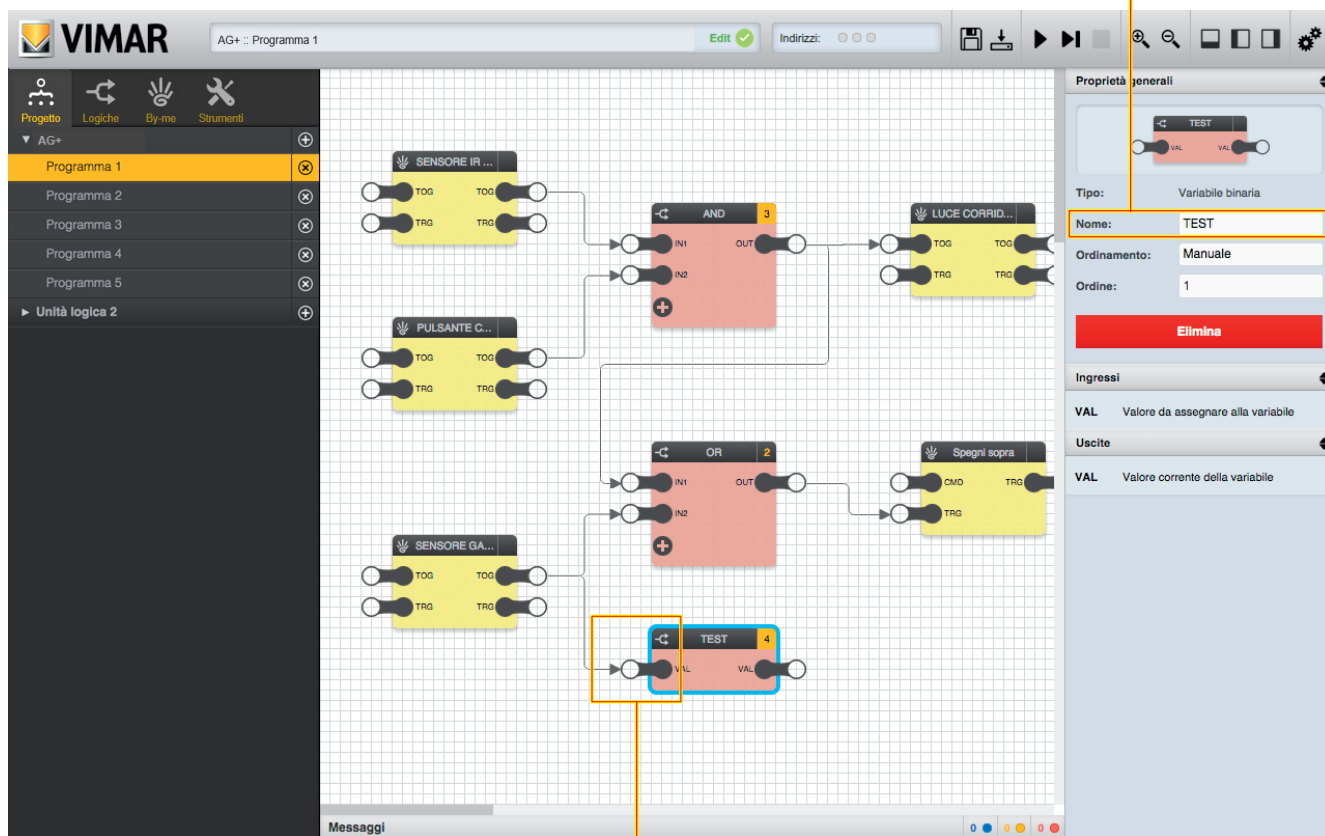 VIMAR
AG+ :: Programma 1
Edit
Indirizzi:
Progetto
Logiche
By-me
Strumenti
AG+
Programma 1
Programma 2
Programma 3
Programma 4
Programma 5
Unità logica 2
SENSORE IR ...
TOG TOG
TRG TRG
PULSANTE C...
TOG TOG
TRG TRG
SENSORE GA...
TOG TOG
TRG TRG
AND 3
IN1 OUT
IN2
OR 2
IN1 OUT
IN2
TEST 4
VAL VAL
LUCE CORRID...
TOG TOG
TRG TRG
Spegni sopra
CMD TRG
TRG
Messaggi
0 0 0
Proprietà generali
TEST
VAL VAL
Tipo: Variabile binaria
Nome: TEST
Ordinamento: Manuale
Ordine: 1
Elimina
Ingressi
VAL Valore da assegnare alla variabile
Uscite
VAL Valore corrente della variabile